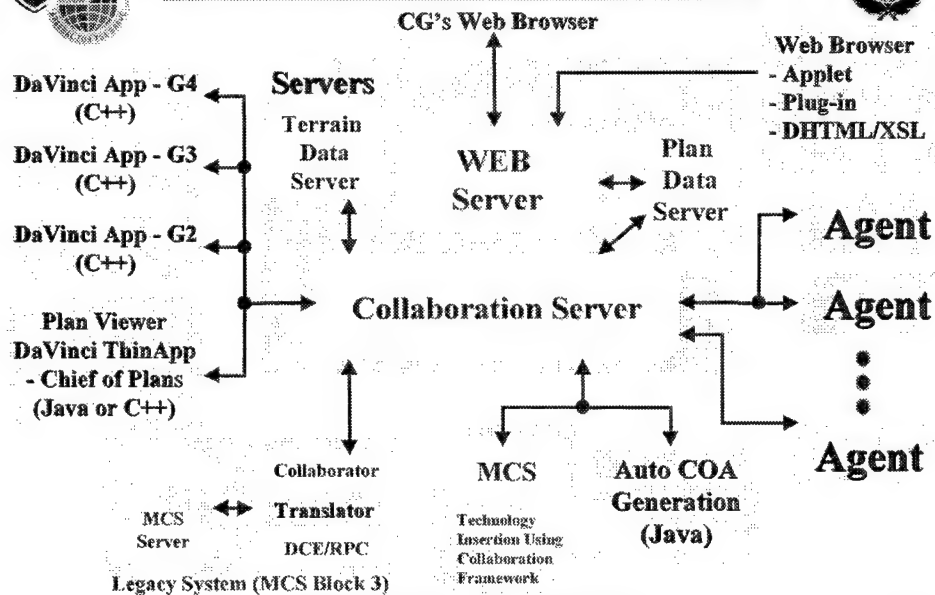 CG's Web Browser
Web Browser
- Applet
- Plug-in
- DHTML/XSL
DaVinci App - G4
(C++)
DaVinci App - G3
(C++)
DaVinci App - G2
(C++)
Plan Viewer
DaVinci ThinApp
- Chief of Plans
(Java or C++)
Servers
Terrain
Data
Server
WEB
Server
Plan
Data
Server
Collaboration Server
Agent
Agent
Agent
Collaborator
Translator
DCE/RPC
MCS
Server
Legacy System (MCS Block 3)
MCS
Technology
Insertion Using
Collaboration
Framework
Auto COA
Generation
(Java)